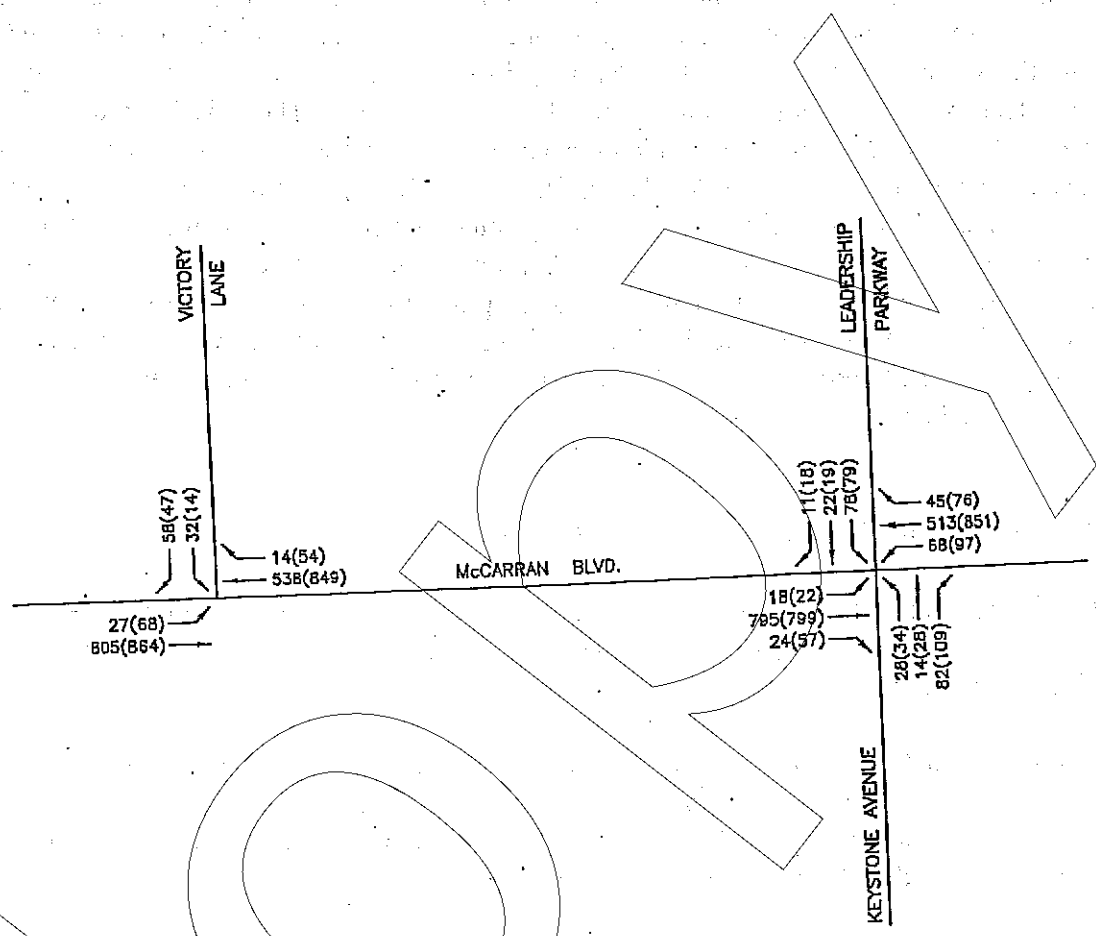 VICTORY
LANE
LEADERSHIP
PARKWAY
58(47)
32(14)
14(54)
538(849)
McCARRAN BLVD.
27(68)
805(864)
11(18)
22(19)
78(79)
45(76)
513(851)
68(97)
18(22)
795(799)
24(57)
28(34)
14(28)
82(109)
KEYSTONE AVENUE
COPY